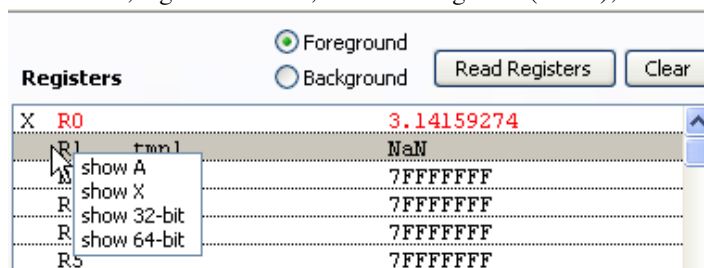 Foreground
Registers Background Read Registers Clear
X R0 3.14159274
R1 tmp1 NaN
show A
7FFFFFFF
show X
R 7FFFFFFF
show 32-bit
R 7FFFFFFF
show 64-bit
R5 7FFFFFFF